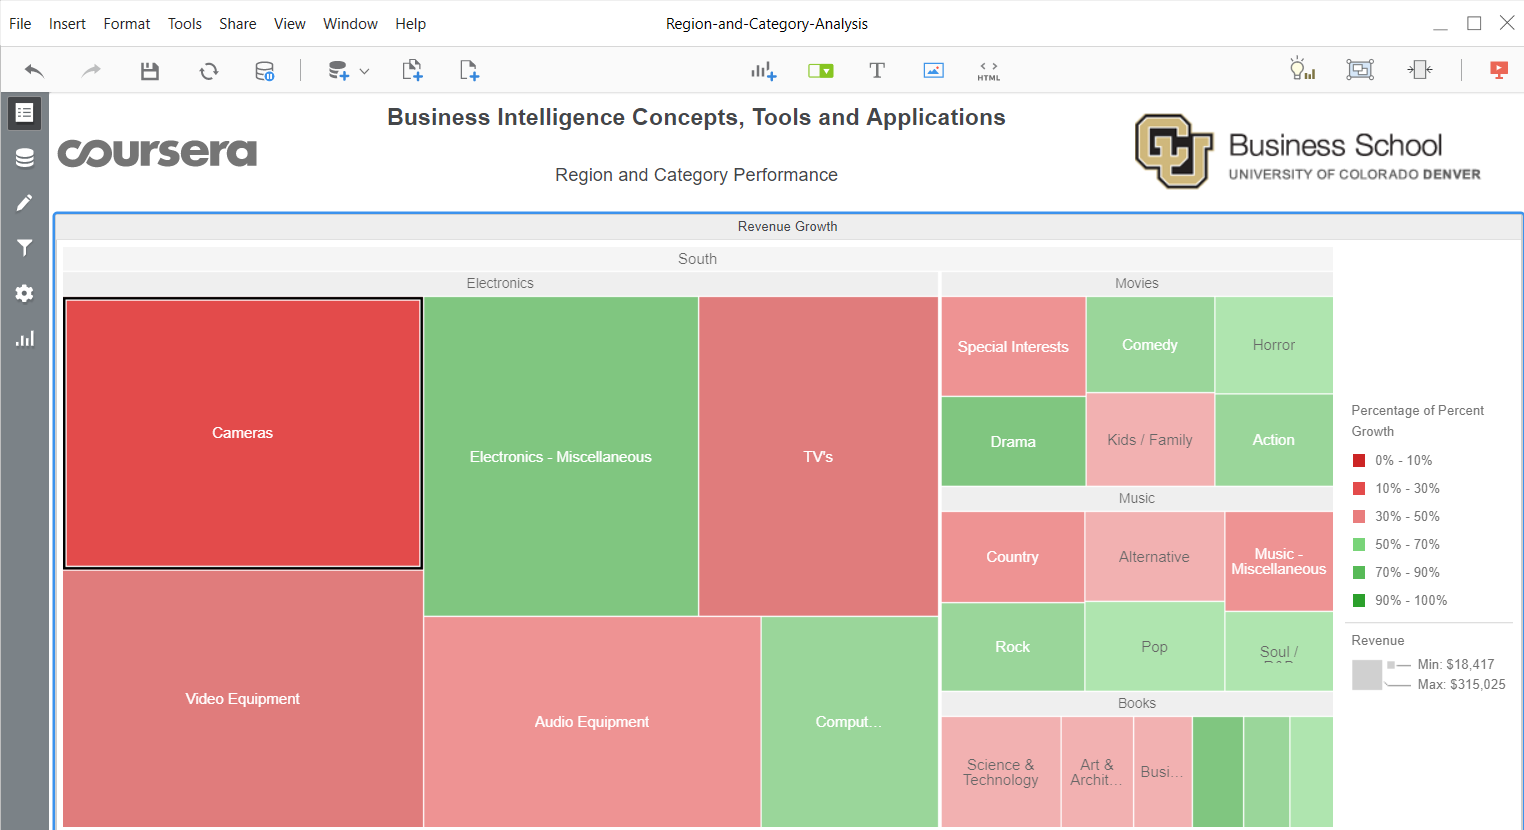 File Insert Format Tools Share View Window Help
Region-and-Category-Analysis
HTML
coursera
Business Intelligence Concepts, Tools and Applications
Region and Category Performance
CU
Business School
UNIVERSITY OF COLORADO DENVER
Revenue Growth
South
Electronics
Cameras
Electronics - Miscellaneous
TV's
Video Equipment
Audio Equipment
Comput...
Movies
Special Interests
Comedy
Horror
Drama
Kids / Family
Action
Music
Country
Alternative
Music -
Miscellaneous
Rock
Pop
Soul /
Books
Science &
Technology
Art &
Archit...
Busi...
Percentage of Percent
Growth
0% - 10%
10% - 30%
30% - 50%
50% - 70%
70% - 90%
90% - 100%
Revenue
Min: $18,417
Max: $315,025